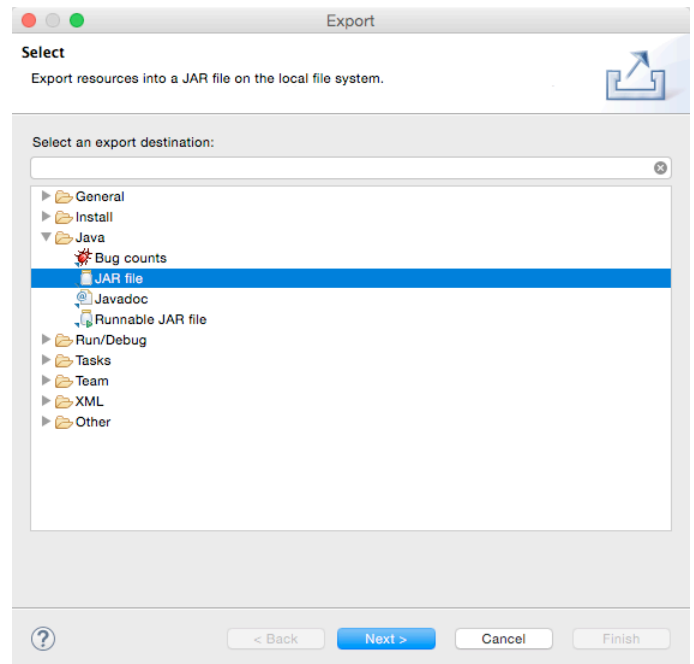 Export
Select
Export resources into a JAR file on the local file system.
Select an export destination:
General
Install
Java
Bug counts
JAR file
Javadoc
Runnable JAR file
Run/Debug
Tasks
Team
XML
Other
? < Back Next > Cancel Finish